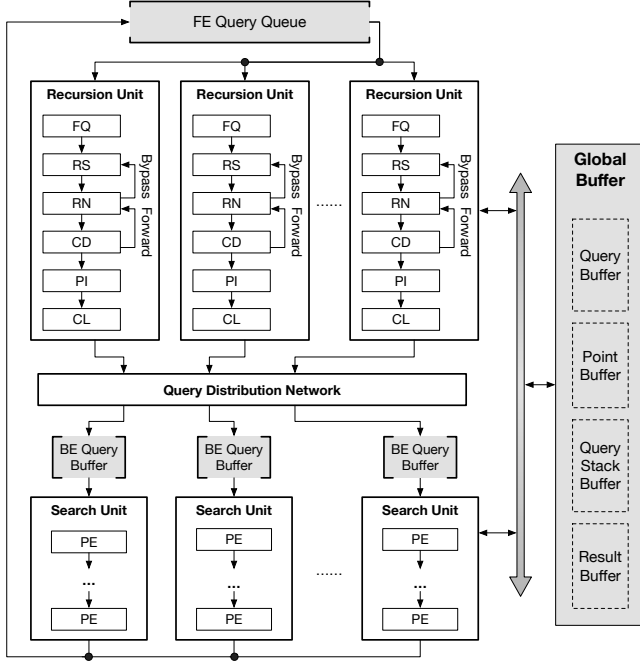 FE Query Queue
Recursion Unit
FQ
RS
RN
CD
PI
CL
Bypass
Forward
Recursion Unit
FQ
RS
RN
CD
PI
CL
Bypass
Forward
......
Recursion Unit
FQ
RS
RN
CD
PI
CL
Bypass
Forward
Query Distribution Network
BE Query
Buffer
BE Query
Buffer
BE Query
Buffer
Search Unit
PE
...
PE
Search Unit
PE
...
PE
......
Search Unit
PE
...
PE
Global
Buffer
Query
Buffer
Point
Buffer
Query
Stack
Buffer
Result
Buffer